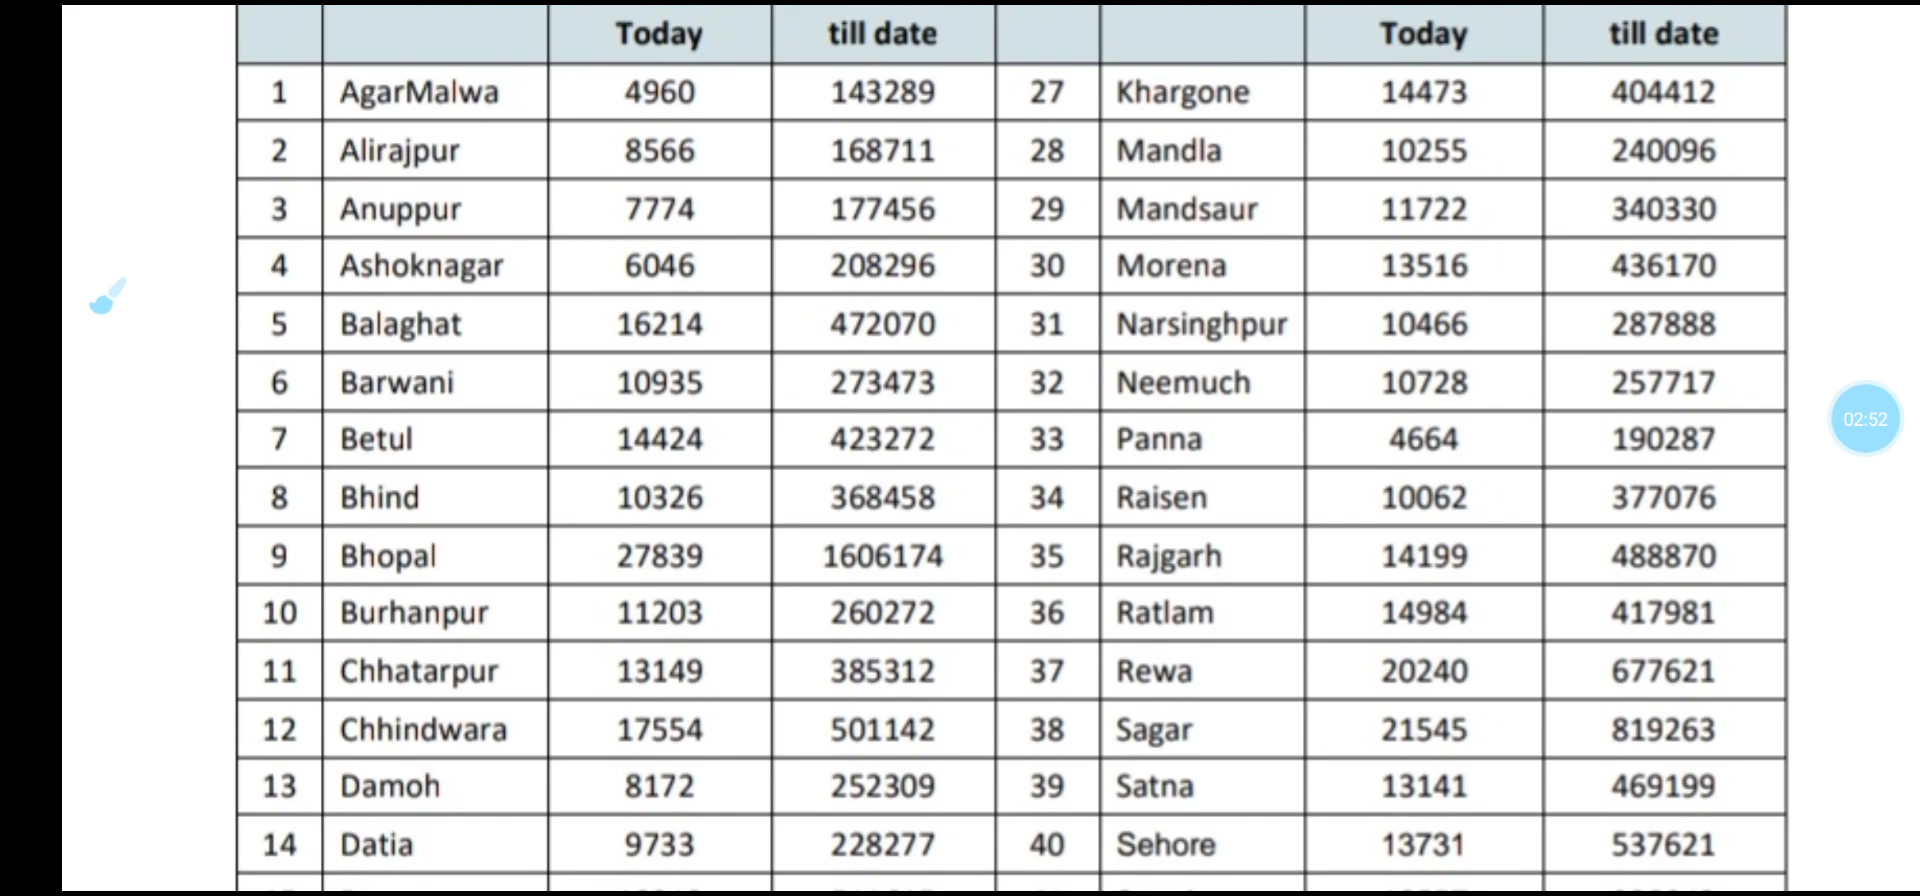 Today till date Today till date
1 AgarMalwa 4960 143289 27 Khargone 14473 404412
2 Alirajpur 8566 168711 28 Mandla 10255 240096
3 Anuppur 7774 177456 29 Mandsaur 11722 340330
4 Ashoknagar 6046 208296 30 Morena 13516 436170
5 Balaghat 16214 472070 31 Narsinghpur 10466 287888
6 Barwani 10935 273473 32 Neemuch 10728 257717
7 Betul 14424 423272 33 Panna 4664 190287
8 Bhind 10326 368458 34 Raisen 10062 377076
9 Bhopal 27839 1606174 35 Rajgarh 14199 488870
10 Burhanpur 11203 260272 36 Ratlam 14984 417981
11 Chhatarpur 13149 385312 37 Rewa 20240 677621
12 Chhindwara 17554 501142 38 Sagar 21545 819263
13 Damoh 8172 252309 39 Satna 13141 469199
14 Datia 9733 228277 40 Sehore 13731 537621
02:52